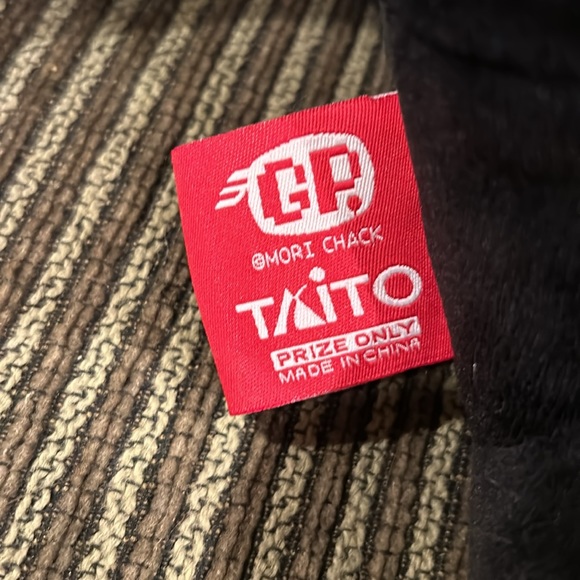 GP.
©MORI CHACK
TAITO
PRIZE ONLY
MADE IN CHINA